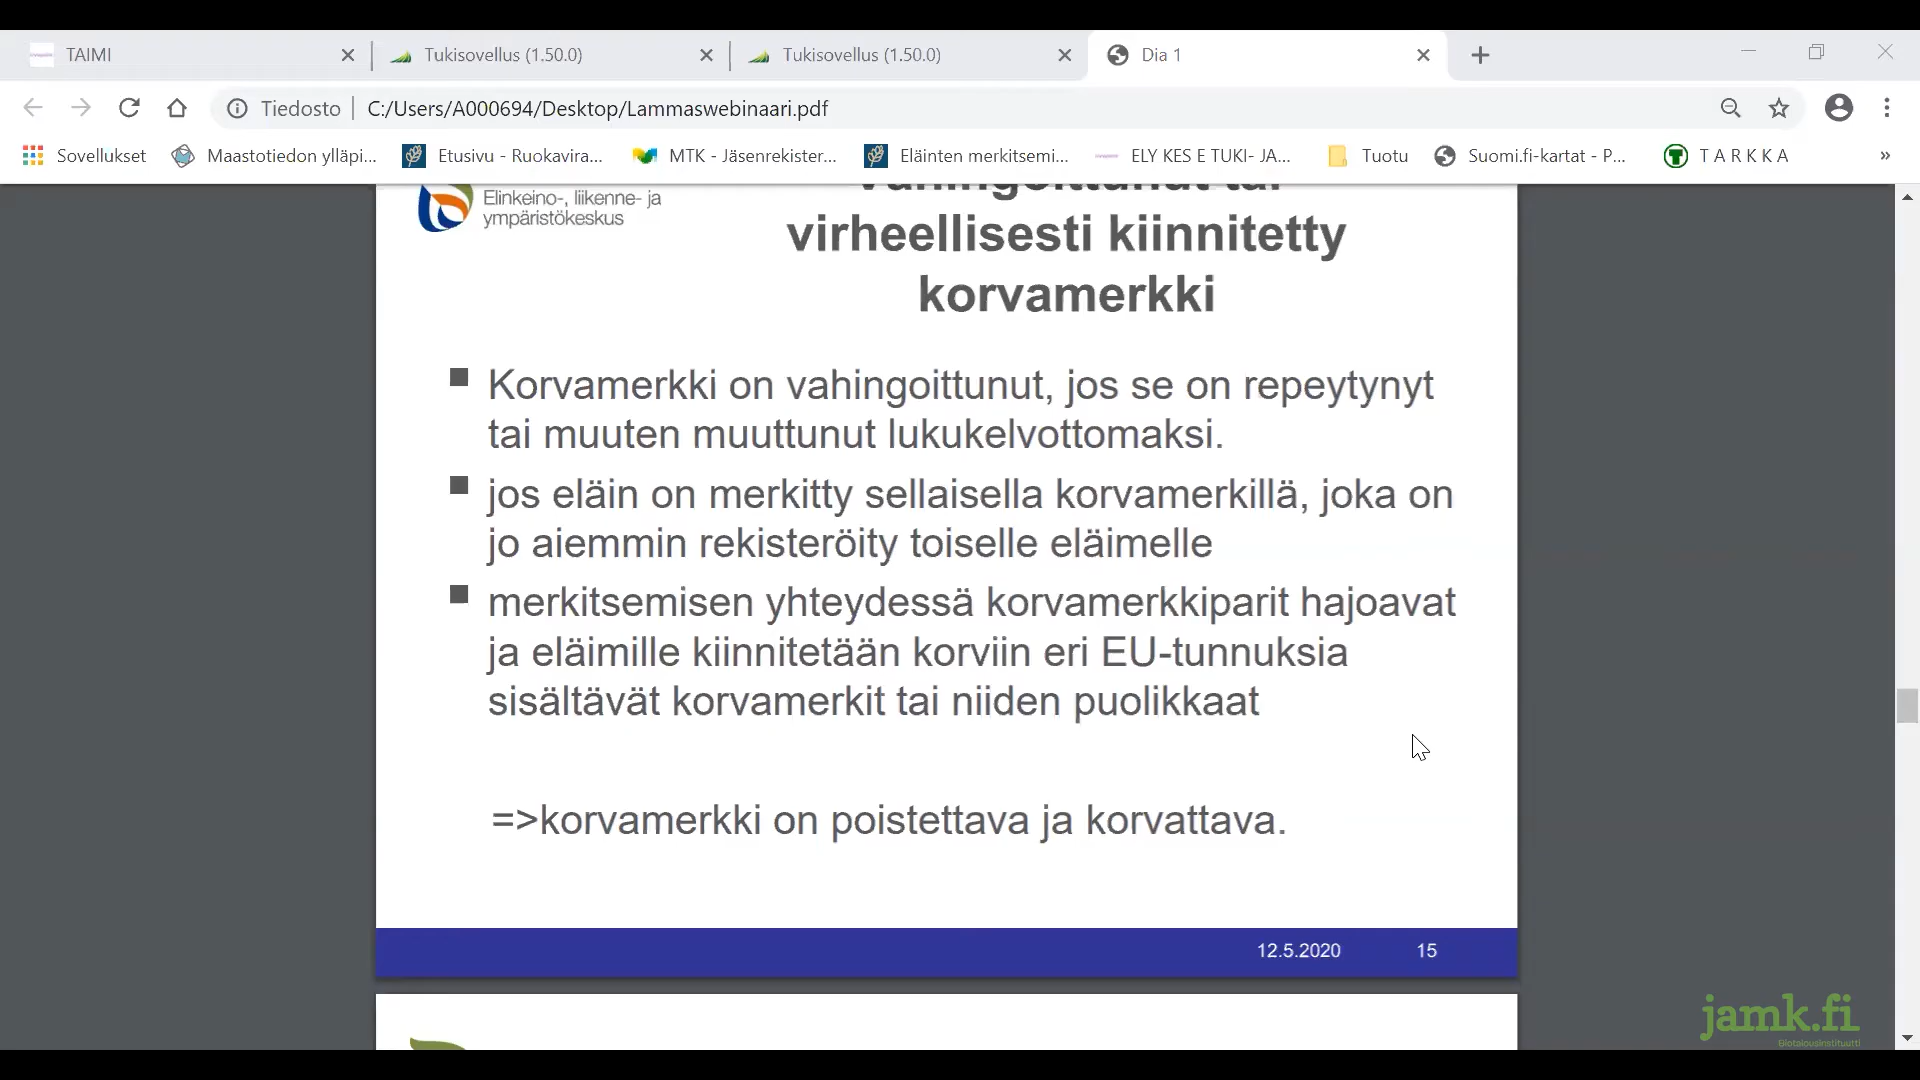 TAIMI
Tukisovellus (1.50.0)
Tukisovellus (1.50.0)
Dia 1
Tiedosto
C:/Users/A000694/Desktop/Lammaswebinaari.pdf
Sovellukset
Maastotiedon ylläpi...
Etusivu - Ruokavira...
MTK - Jäsenrekister...
Eläinten merkitsemi...
ELY KES E TUKI- JA...
Tuotu
Suomi.fi-kartat - P...
T A R K K A
»
Elinkeino-, liikenne- ja
ympäristökeskus
virheellisesti kiinnitetty
korvamerkki
Korvamerkki on vahingoittunut, jos se on repeytynyt
tai muuten muuttunut lukukelvottomaksi.
jos eläin on merkitty sellaisella korvamerkillä, joka on
jo aiemmin rekisteröity toiselle eläimelle
merkitsemisen yhteydessä korvamerkkiparit hajoavat
ja eläimille kiinnitetään korviin eri EU-tunnuksia
sisältävät korvamerkit tai niiden puolikkaat
=>korvamerkki on poistettava ja korvattava.
12.5.2020
15
jamk.fi
Biotalousinstituutti